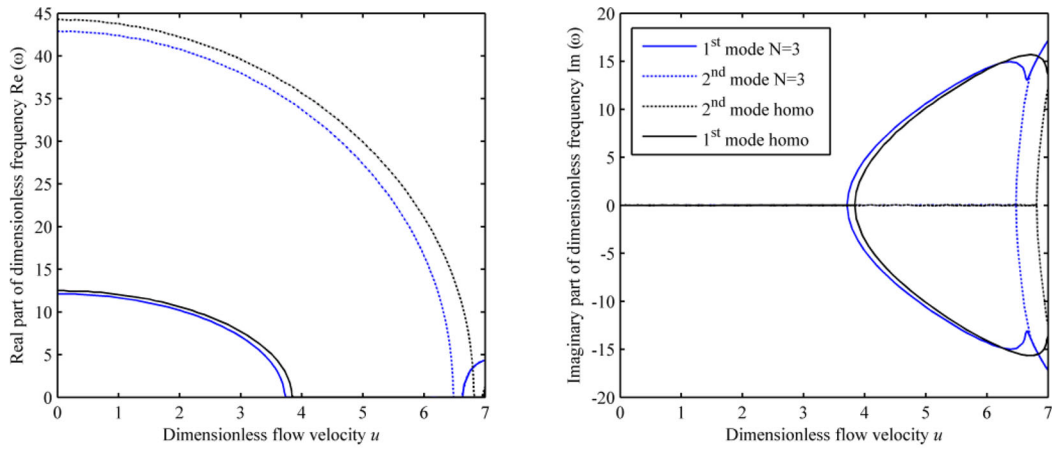 45
40
35
30
25
20
15
10
5
0
0 1 2 3 4 5 6 7
Real part of dimensionless frequency Re (ω)
Dimensionless flow velocity u
20
15
10
5
0
-5
-10
-15
-20
0 1 2 3 4 5 6 7
Imaginary part of dimensionless frequency Im (ω)
Dimensionless flow velocity u
1st mode N=3
2nd mode N=3
2nd mode homo
1st mode homo